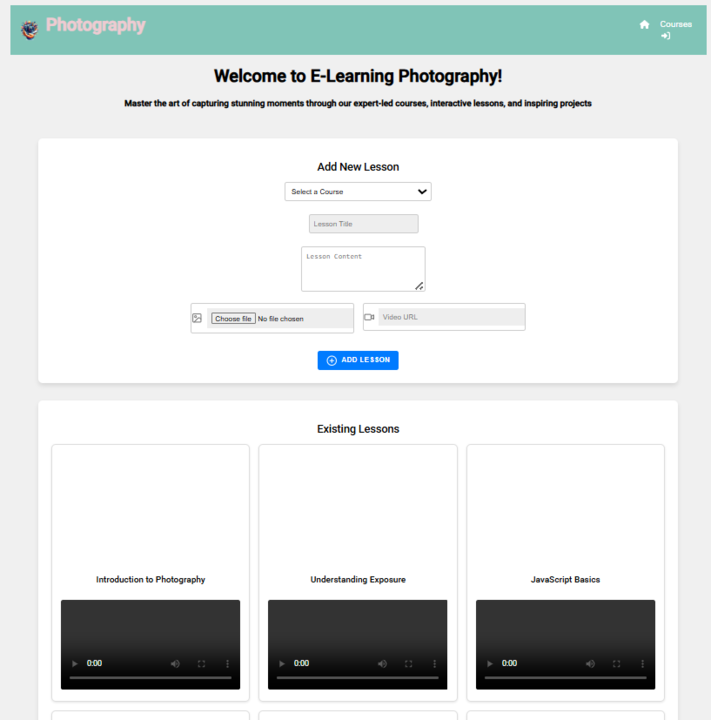 Photography
Courses
Welcome to E-Learning Photography!
Master the art of capturing stunning moments through our expert-led courses, interactive lessons, and inspiring projects
Add New Lesson
Select a Course
Lesson Title
Lesson Content
Choose file No file chosen
Video URL
ADD LESSON
Existing Lessons
Introduction to Photography
Understanding Exposure
JavaScript Basics
0:00
0:00
0:00